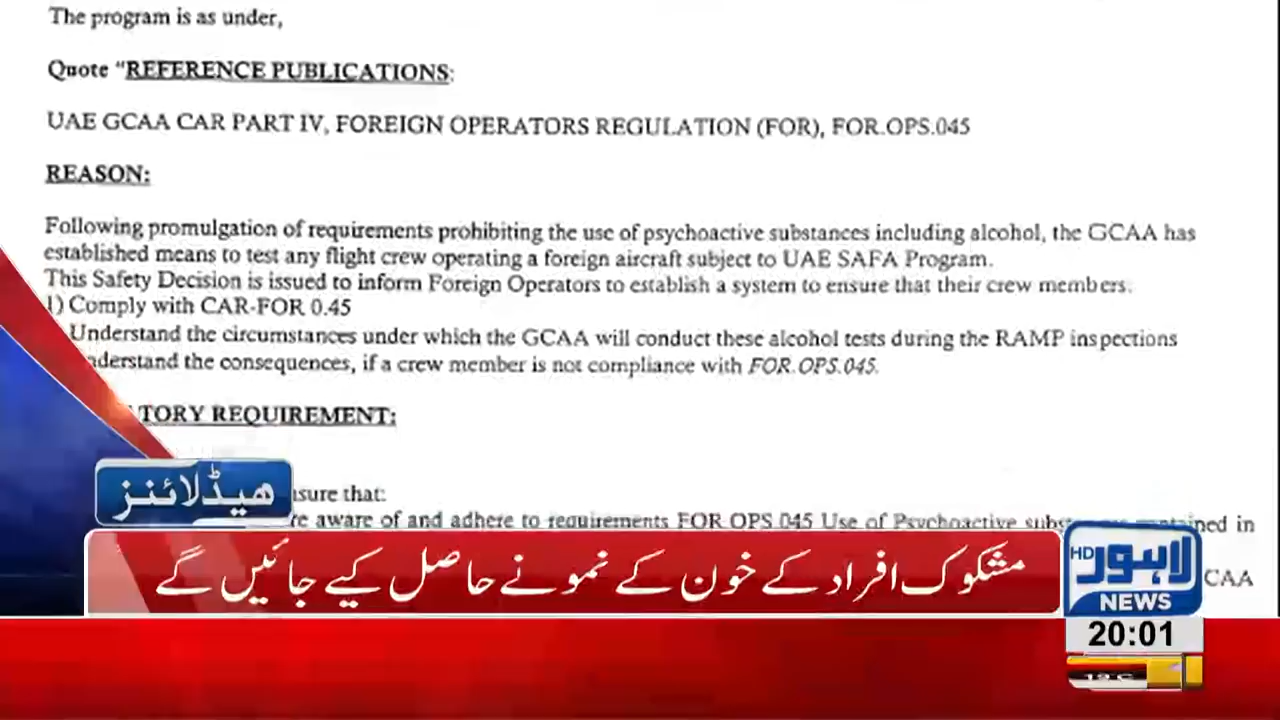 The program is as under,
Quote "REFERENCE PUBLICATIONS:
UAE GCAA CAR PART IV, FOREIGN OPERATORS REGULATION (FOR), FOR.OPS.045
REASON:
Following promulgation of requirements prohibiting the use of psychoactive substances including alcohol, the GCAA has
established means to test any flight crew operating a foreign aircraft subject to UAE SAFA Program.
This Safety Decision is issued to inform Foreign Operators to establish a system to ensure that their crew members:
1) Comply with CAR-FOR 0.45
Understand the circumstances under which the GCAA will conduct these alcohol tests during the RAMP inspections
derstand the consequences, if a crew member is not compliance with FOR.OPS.045.
TORY REQUIREMENT:
nsure that:
re aware of and adhere to requirements FOR.OPS.045 Use of Psychoactive in
CAA
ہیڈلائنز
مشکوک افراد کے خون کے نمونے حاصل کیے جائیں گے
لاہور HD
NEWS
20:01